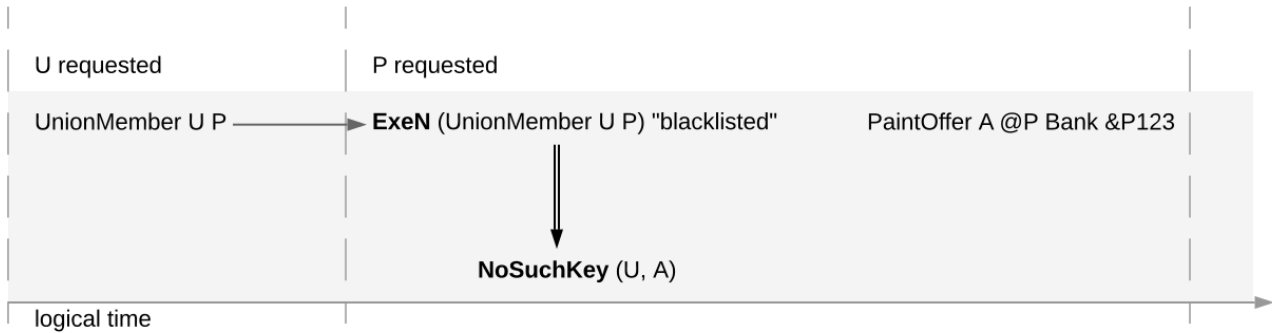 U requested
P requested
UnionMember U P
ExeN (UnionMember U P) "blacklisted"
PaintOffer A @P Bank &P123
NoSuchKey (U, A)
logical time